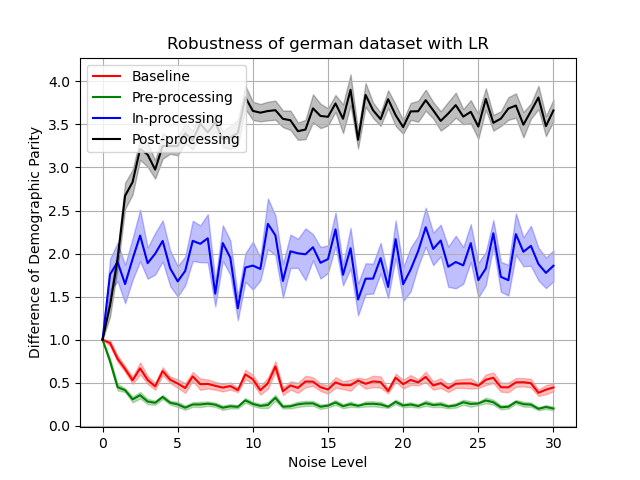 Robustness of german dataset with LR
Baseline
Pre-processing
In-processing
Post-processing
Difference of Demographic Parity
4.0
3.5
3.0
2.5
2.0
1.5
1.0
0.5
0.0
0 5 10 15 20 25 30
Noise Level